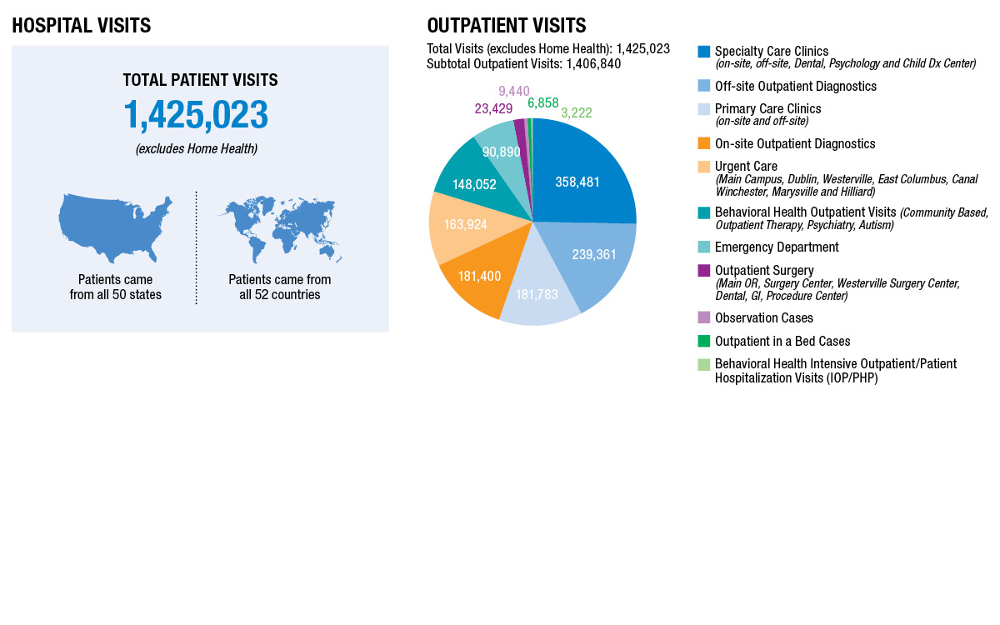 HOSPITAL VISITS
TOTAL PATIENT VISITS
1,425,023
(excludes Home Health)
Patients came
from all 50 states
Patients came from
all 52 countries
OUTPATIENT VISITS
Total Visits (excludes Home Health): 1,425,023
Subtotal Outpatient Visits: 1,406,840
9,440
6,858
23,429
3,222
90,890
358,481
148,052
163,924
239,361
181,400
181,783
Specialty Care Clinics
(on-site, off-site, Dental, Psychology and Child Dx Center)
Off-site Outpatient Diagnostics
Primary Care Clinics
(on-site and off-site)
On-site Outpatient Diagnostics
Urgent Care
(Main Campus, Dublin, Westerville, East Columbus, Canal
Winchester, Marysville and Hilliard)
Behavioral Health Outpatient Visits (Community Based,
Outpatient Therapy, Psychiatry, Autism)
Emergency Department
Outpatient Surgery
(Main OR, Surgery Center, Westerville Surgery Center,
Dental, GI, Procedure Center)
Observation Cases
Outpatient in a Bed Cases
Behavioral Health Intensive Outpatient/Patient
Hospitalization Visits (IOP/PHP)